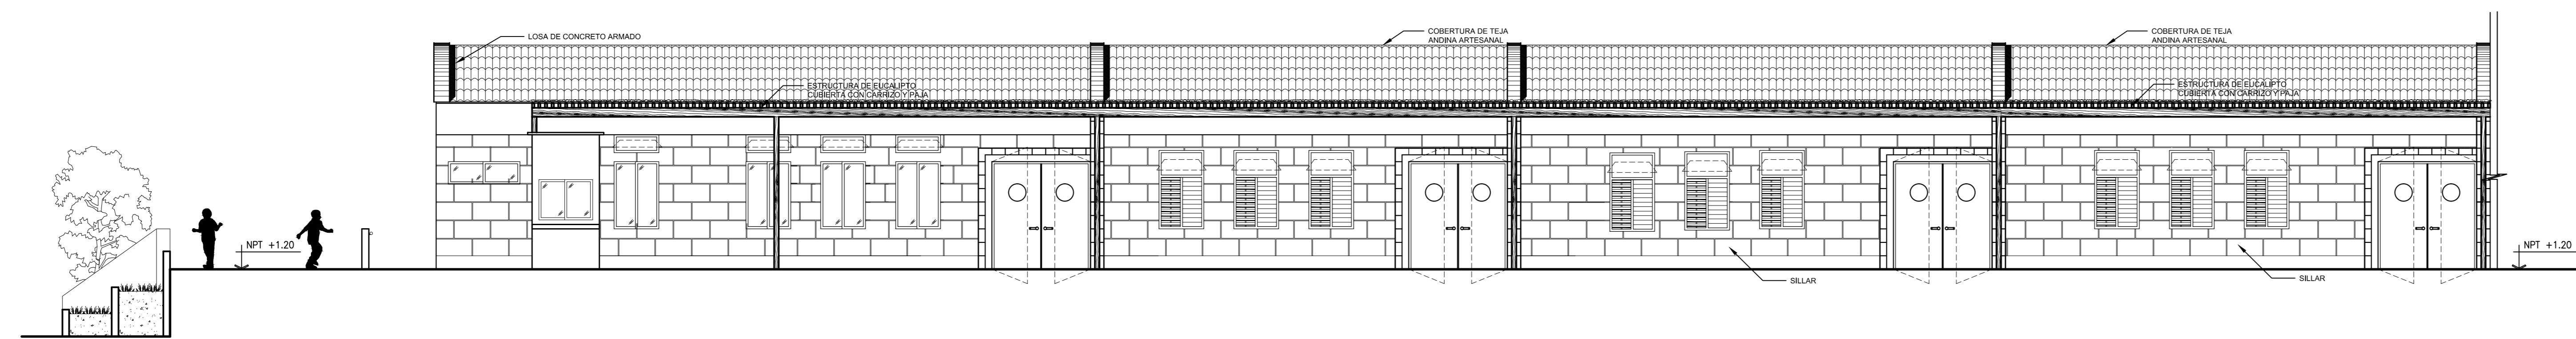 LOSA DE CONCRETO ARMADO
COBERTURA DE TEJA
ANDINA ARTESANAL
COBERTURA DE TEJA
ANDINA ARTESANAL
ESTRUCTURA DE EUCALIPTO
CUBIERTA CON CARRIZO Y PAJA
ESTRUCTURA DE EUCALIPTO
CUBIERTA CON CARRIZO Y PAJA
NPT +1.20
NPT +1.20
SILLAR
SILLAR